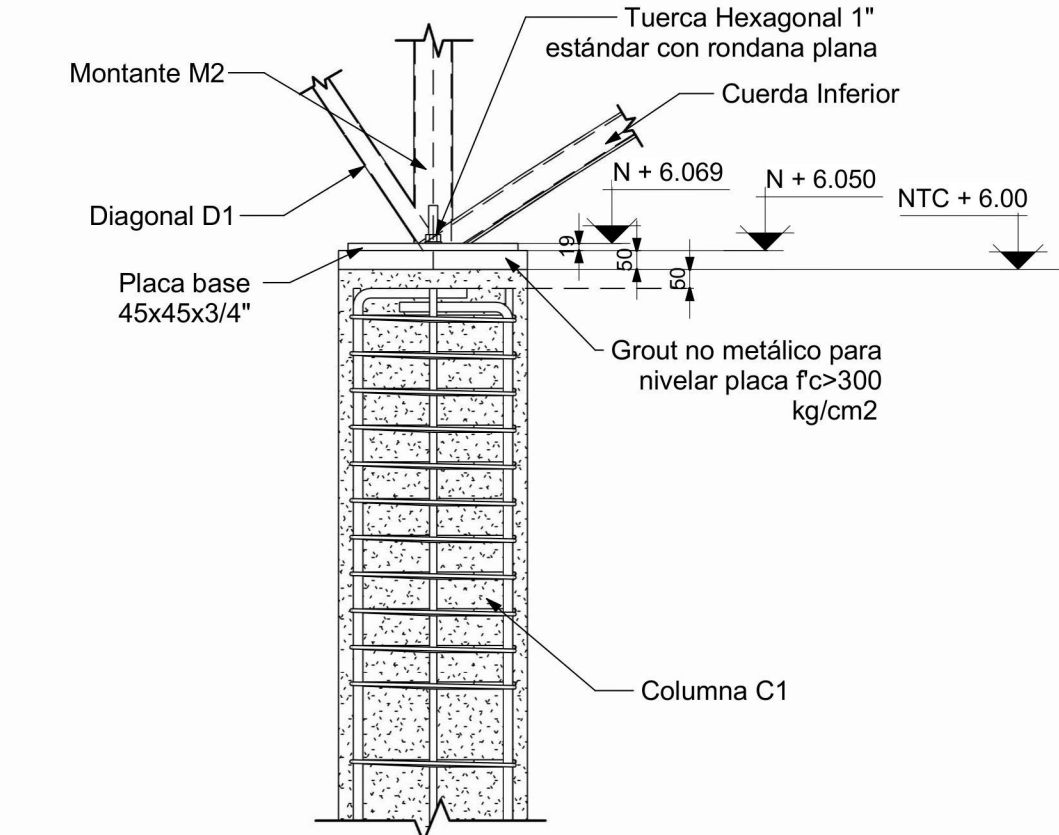 Tuerca Hexagonal 1"
estándar con rondana plana
Montante M2
Cuerda Inferior
N + 6.069
N + 6.050
NTC + 6.00
Diagonal D1
19
50
50
Placa base
45x45x3/4"
Grout no metálico para
nivelar placa f'c>300
kg/cm2
Columna C1